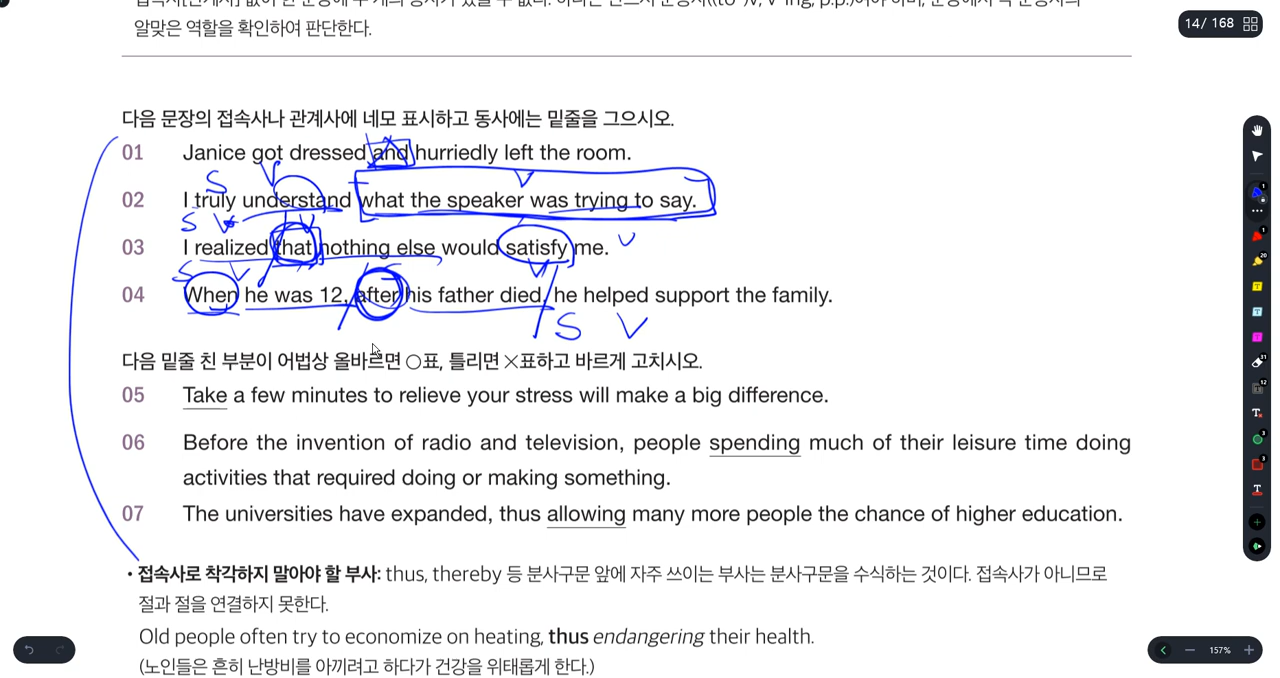 14 / 168
알맞은 역할을 확인하여 판단한다.
다음 문장의 접속사나 관계사에 네모 표시하고 동사에는 밑줄을 그으시오.
01 Janice got dressed and hurriedly left the room.
V
S V
02 I truly understand what the speaker was trying to say.
S V V
03 I realized that nothing else would satisfy me. V
S V S V
04 When he was 12, after his father died, he helped support the family.
S V
다음 밑줄 친 부분이 어법상 올바르면 ○표, 틀리면 ×표하고 바르게 고치시오.
05 Take a few minutes to relieve your stress will make a big difference.
06 Before the invention of radio and television, people spending much of their leisure time doing
activities that required doing or making something.
07 The universities have expanded, thus allowing many more people the chance of higher education.
• 접속사로 착각하지 말아야 할 부사: thus, thereby 등 분사구문 앞에 자주 쓰이는 부사는 분사구문을 수식하는 것이다. 접속사가 아니므로
절과 절을 연결하지 못한다.
Old people often try to economize on heating, thus endangering their health.
(노인들은 흔히 난방비를 아끼려고 하다가 건강을 위태롭게 한다.)
157%